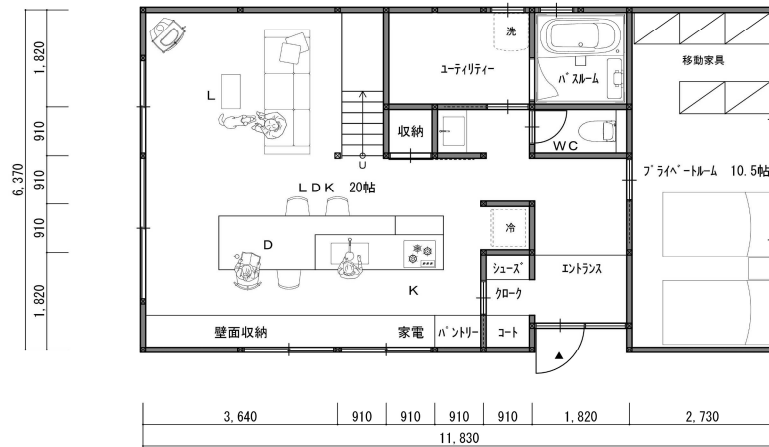 洗
ユーティリティー
バスルーム
移動家具
L
収納
WC
U
LDK 20帖
プライベートルーム 10.5帖
冷
D
シューズ
クローク
エントランス
K
壁面収納
家電
パントリー
コート
1,820
910
910
910
1,820
6,370
3,640
910
910
910
910
1,820
2,730
11,830